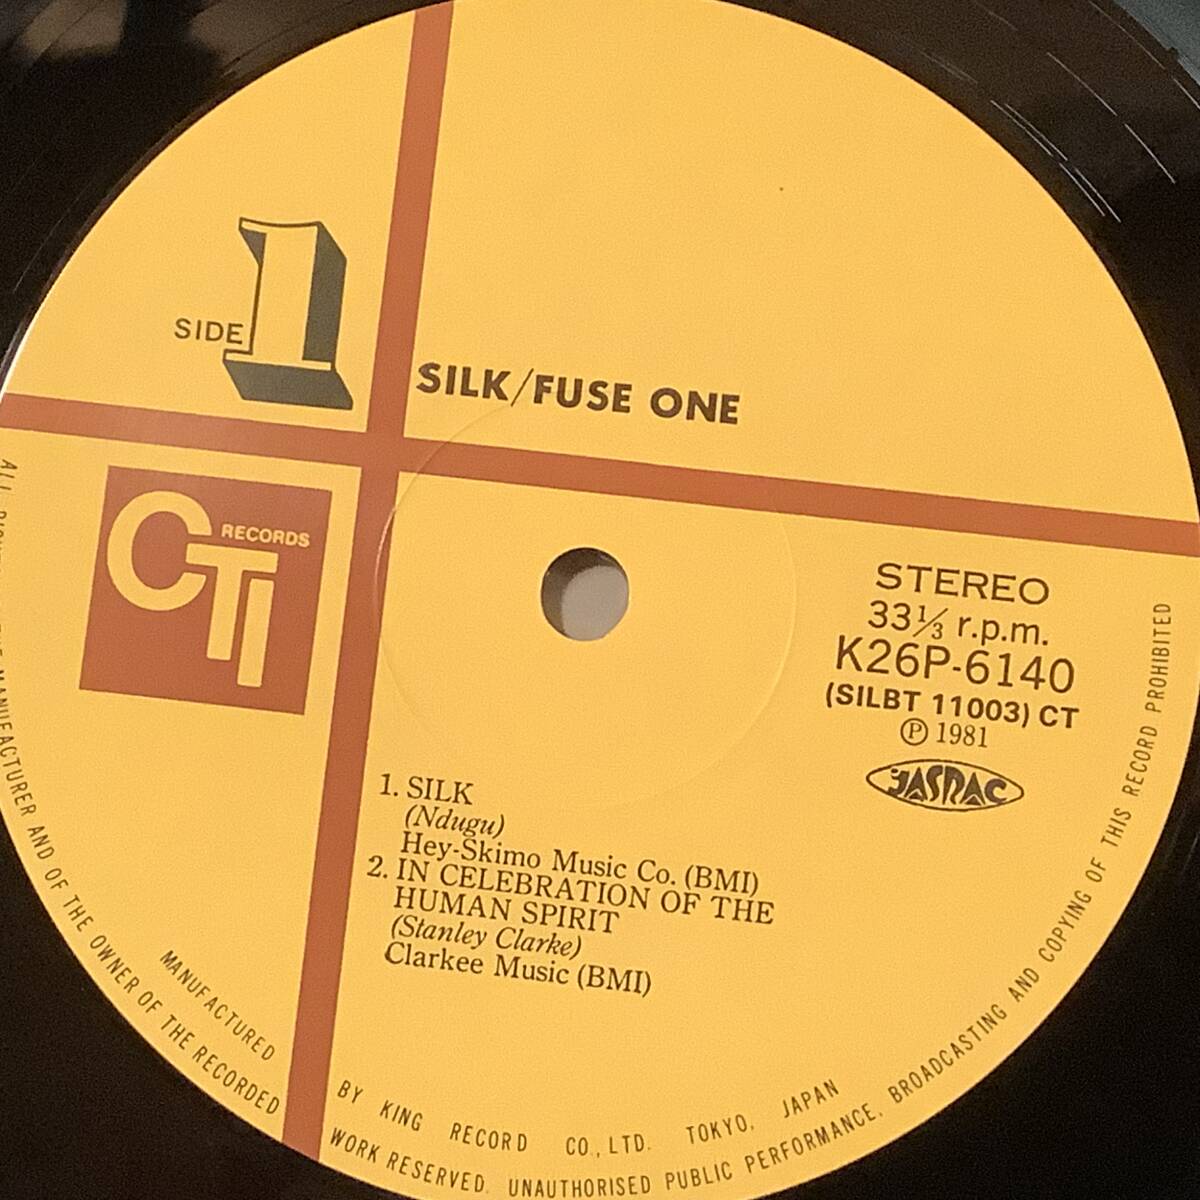 SIDE 1
SILK/FUSE ONE
CTI RECORDS
STEREO
33 1/3 r.p.m.
K26P-6140
(SILBT 11003) CT
Ⓟ 1981
JASRAC
1. SILK
(Ndugu)
Hey-Skimo Music Co. (BMI)
2. IN CELEBRATION OF THE
HUMAN SPIRIT
(Stanley Clarke)
Clarkee Music (BMI)
MANUFACTURED BY KING RECORD CO., LTD. TOKYO, JAPAN
ALL MANUFACTURER AND OF THE OWNER OF THE RECORDED WORK RESERVED. UNAUTHORISED PUBLIC PERFORMANCE, BROADCASTING AND COPYING OF THIS RECORD PROHIBITED